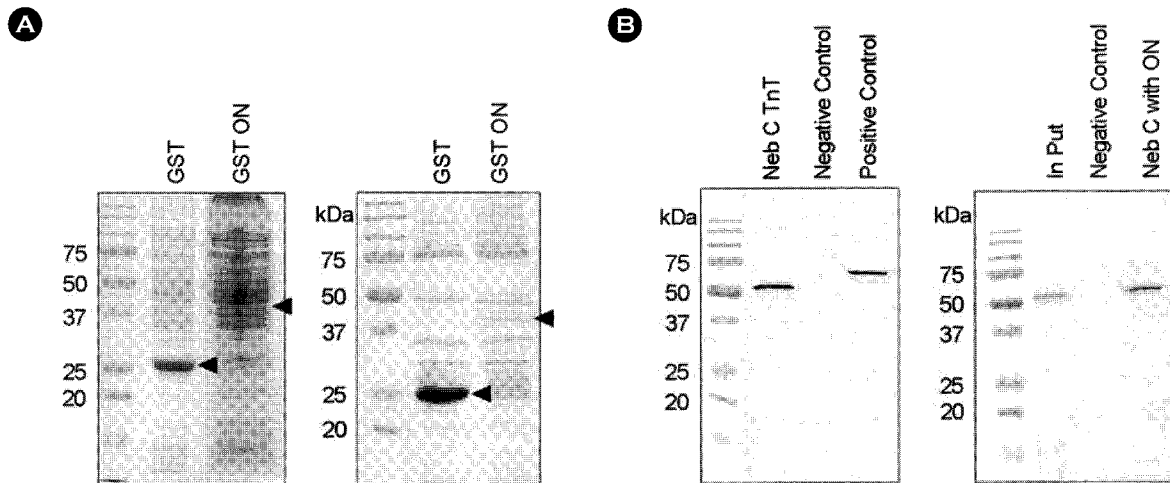 A
GST
GST ON
75
50
37
25
20
GST
GST ON
kDa
75
50
37
25
20
B
Neb C TnT
Negative Control
Positive Control
kDa
75
50
37
25
20
In Put
Negative Control
Neb C with ON
kDa
75
50
37
25
20